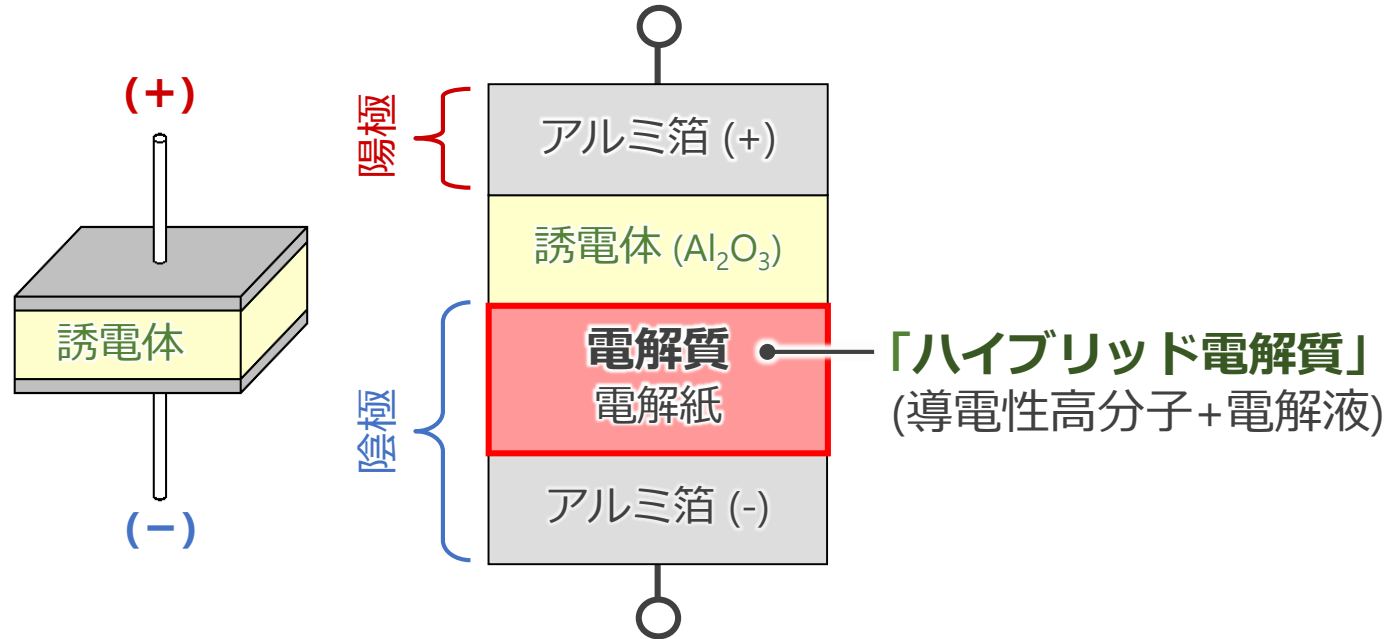 (+)
誘電体
(−)
陽極
アルミ箔 (+)
誘電体 (Al₂O₃)
陰極
電解質
電解紙
アルミ箔 (-)
「ハイブリッド電解質」
(導電性高分子+電解液)